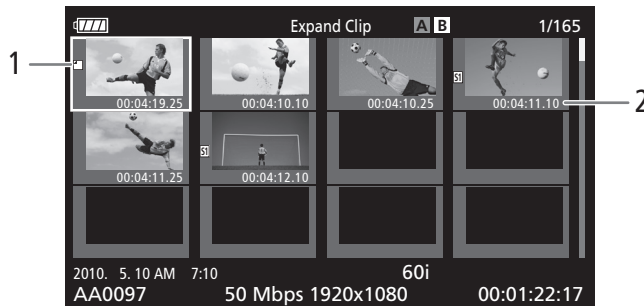 Expand Clip A B 1/165
1
00:04:19.25 00:04:10.10 00:04:10.25 S1 00:04:11.10
2
00:04:11.25 S1 00:04:12.10
2010. 5. 10 AM 7:10 60i
AA0097 50 Mbps 1920x1080 00:01:22:17